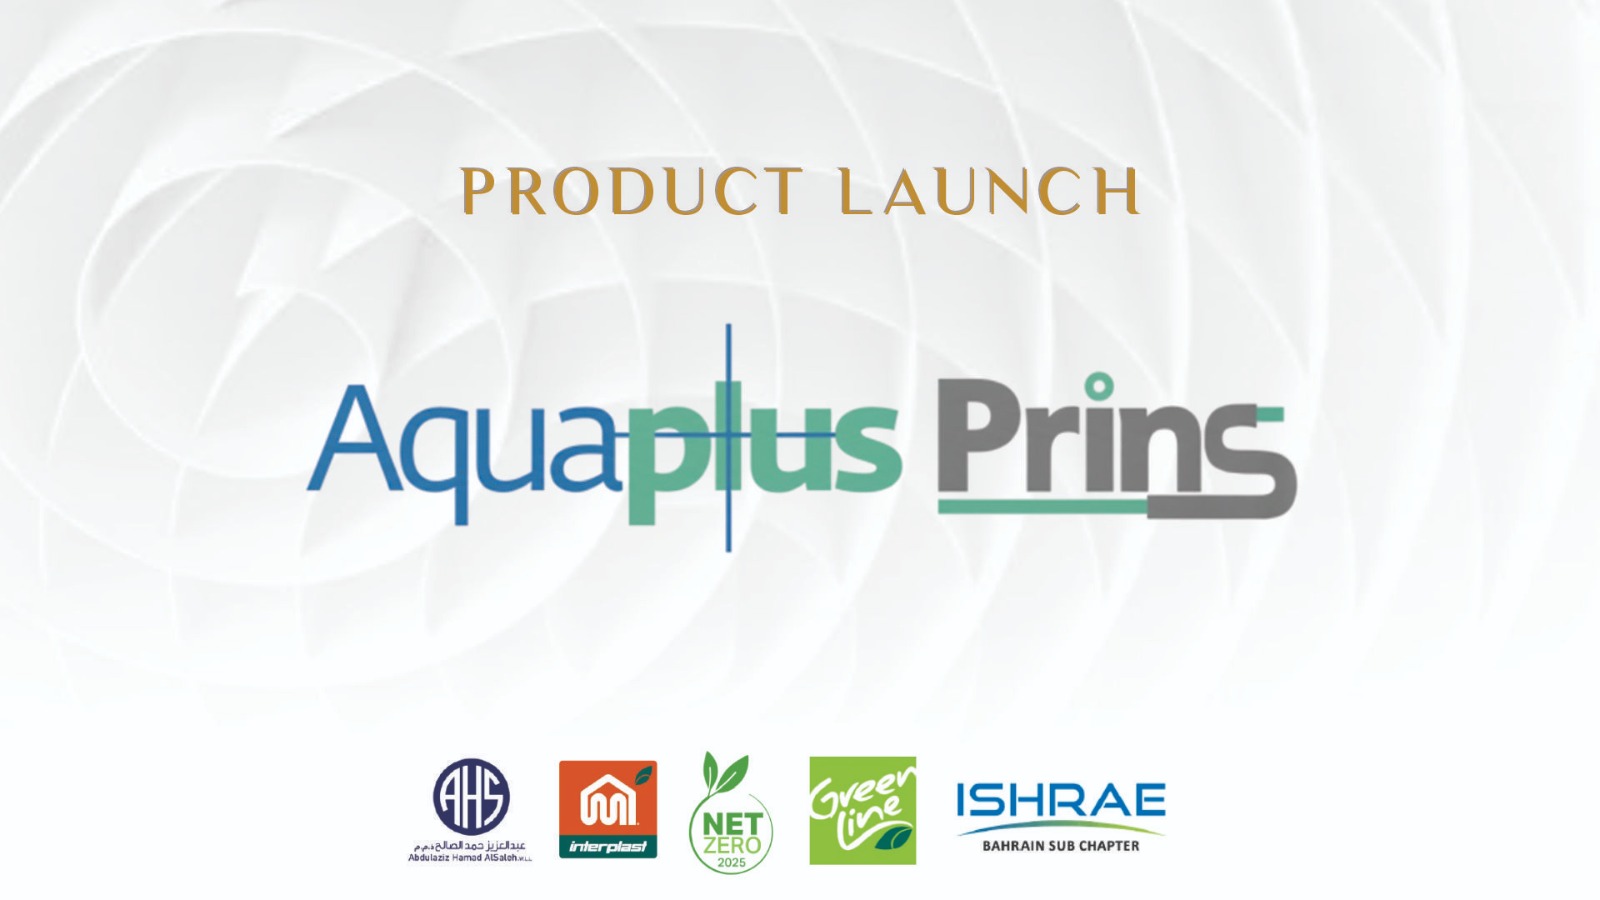 PRODUCT LAUNCH
Aquaplus Prins
AHS
عبدالعزيز حمد الصالح ذ.م.م
Abdulaziz Hamad AlSaleh W.L.L
interplast
NET
ZERO
2025
Green
Line
ISHRAE
BAHRAIN SUB CHAPTER